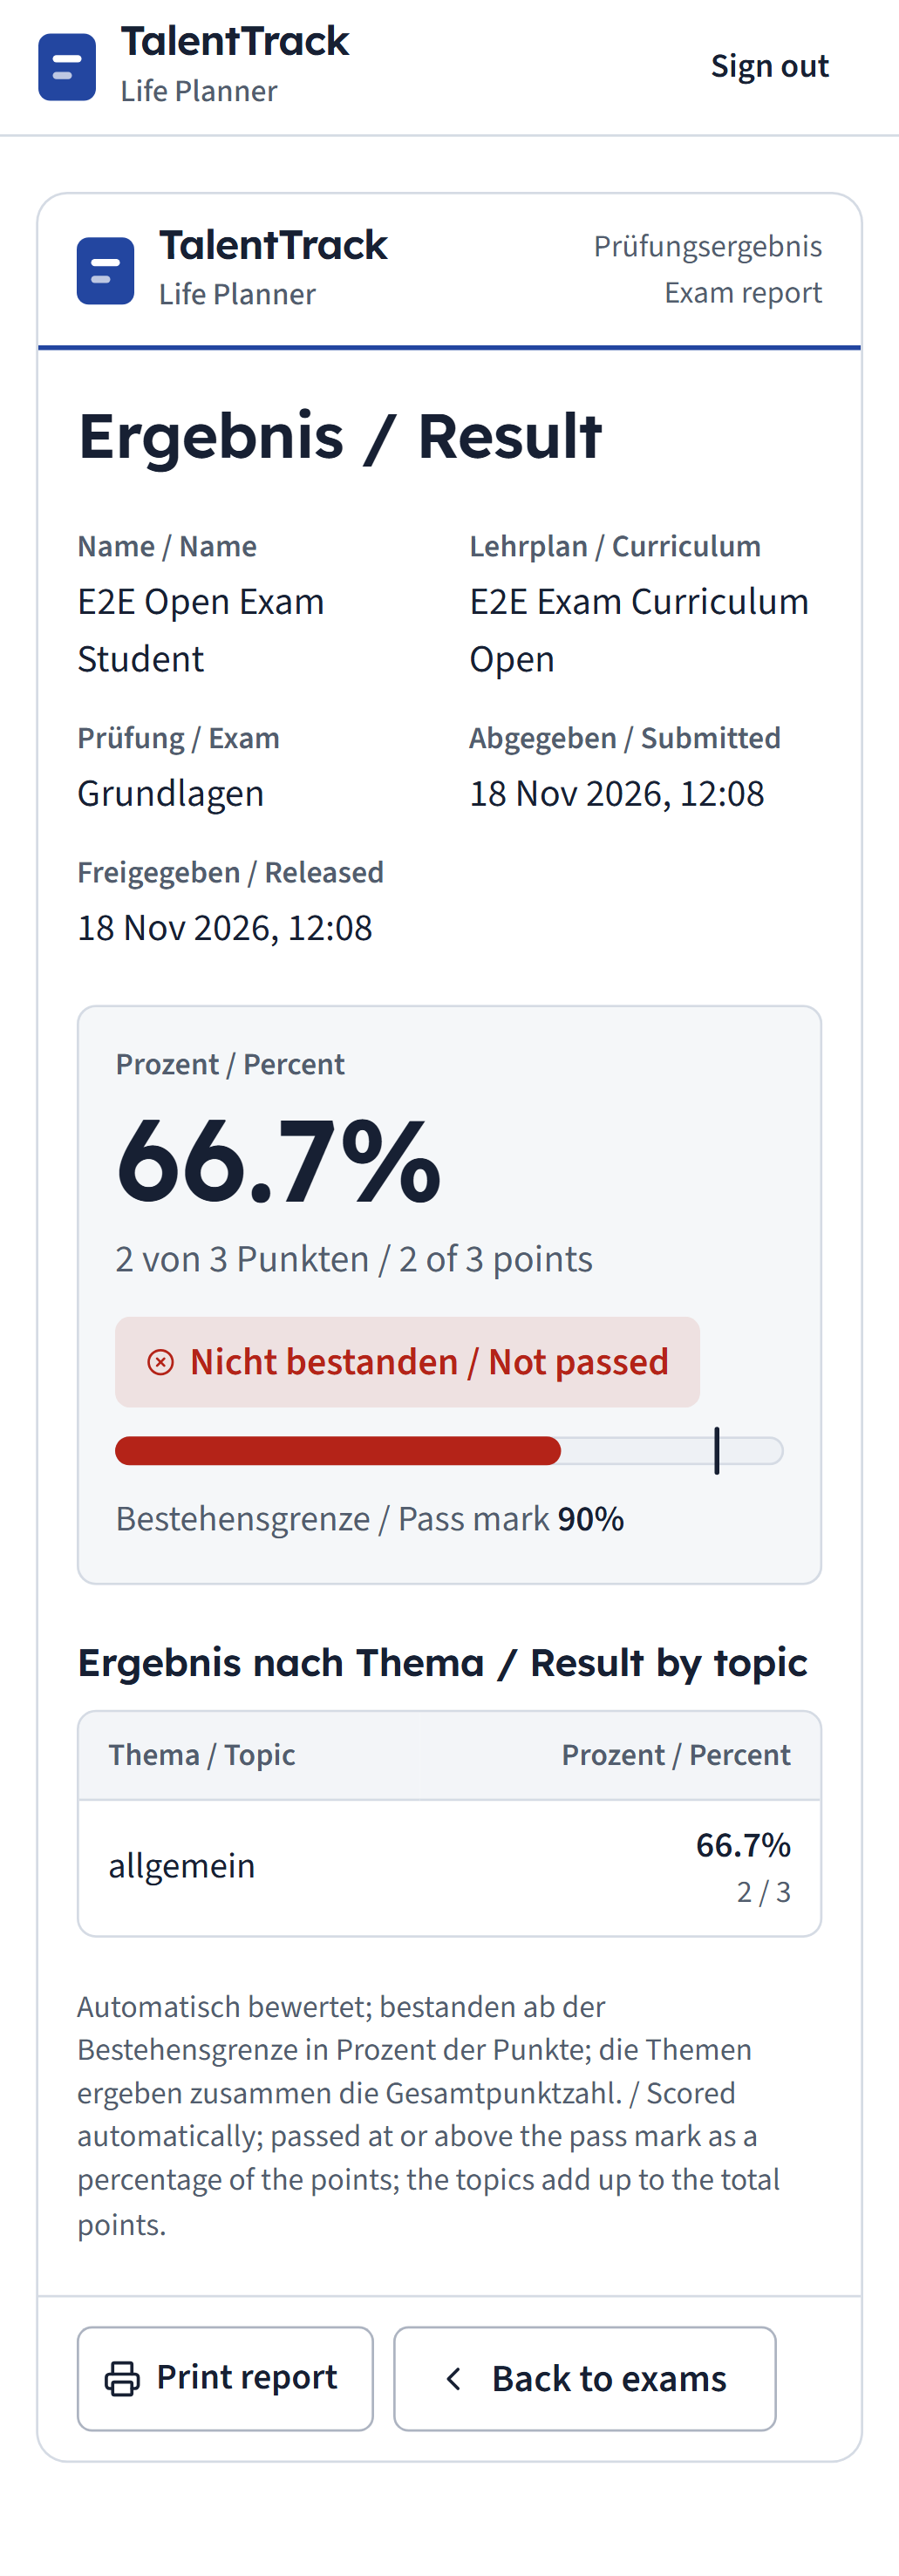 TalentTrack
Life Planner
Sign out
TalentTrack
Life Planner
Prüfungsergebnis
Exam report
Ergebnis / Result
Name / Name
E2E Open Exam
Student
Lehrplan / Curriculum
E2E Exam Curriculum
Open
Prüfung / Exam
Grundlagen
Abgegeben / Submitted
18 Nov 2026, 12:08
Freigegeben / Released
18 Nov 2026, 12:08
Prozent / Percent
66.7%
2 von 3 Punkten / 2 of 3 points
Nicht bestanden / Not passed
Bestehensgrenze / Pass mark 90%
Ergebnis nach Thema / Result by topic
Thema / Topic
Prozent / Percent
allgemein
66.7%
2 / 3
Automatisch bewertet; bestanden ab der
Bestehensgrenze in Prozent der Punkte; die Themen
ergeben zusammen die Gesamtpunktzahl. / Scored
automatically; passed at or above the pass mark as a
percentage of the points; the topics add up to the total
points.
Print report
Back to exams